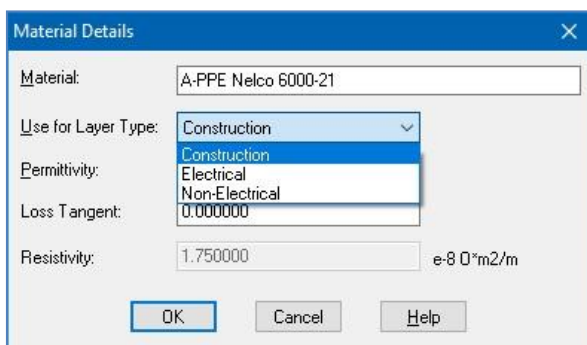 Material Details
Material: A-PPE Nelco 6000-21
Use for Layer Type: Construction
Construction
Permittivity:
Electrical
Non-Electrical
Loss Tangent: 0.000000
Resistivity: 1.750000 e-8 O*m2/m
OK Cancel Help